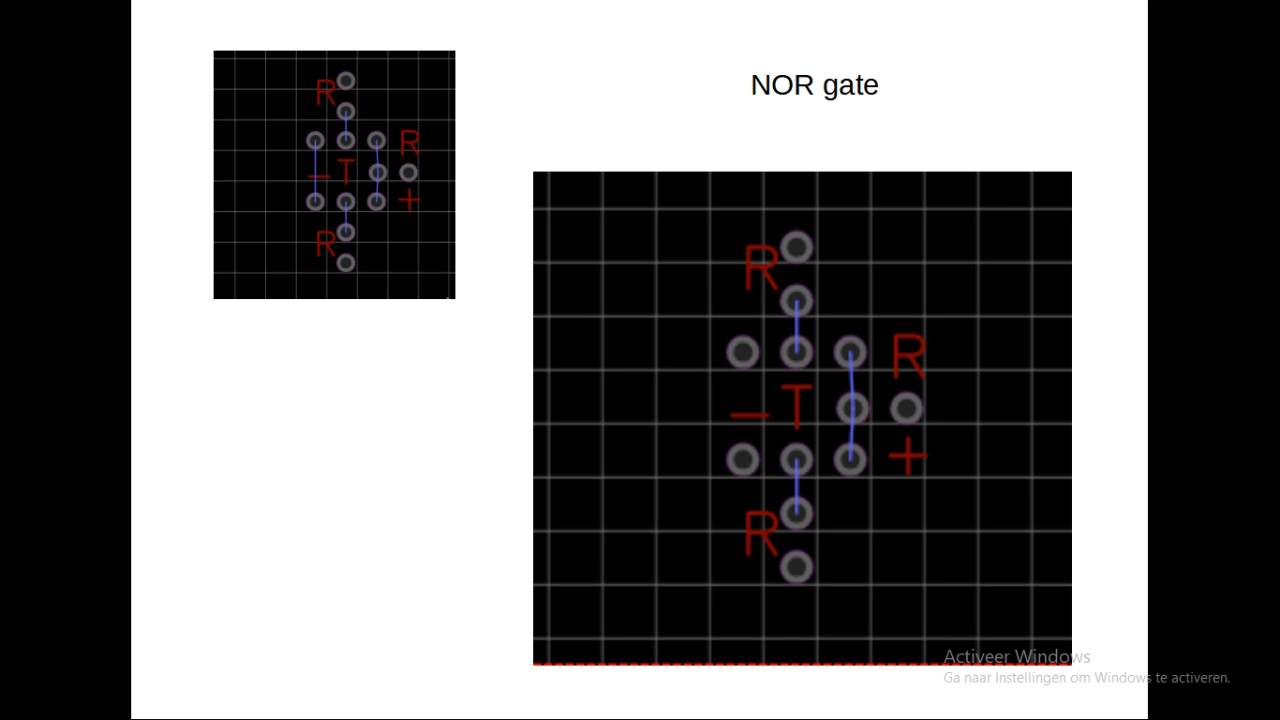 NOR gate
R
R
- T
+
R
R
R
- T
+
R
Activeer Windows
Ga naar Instellingen om Windows te activeren.